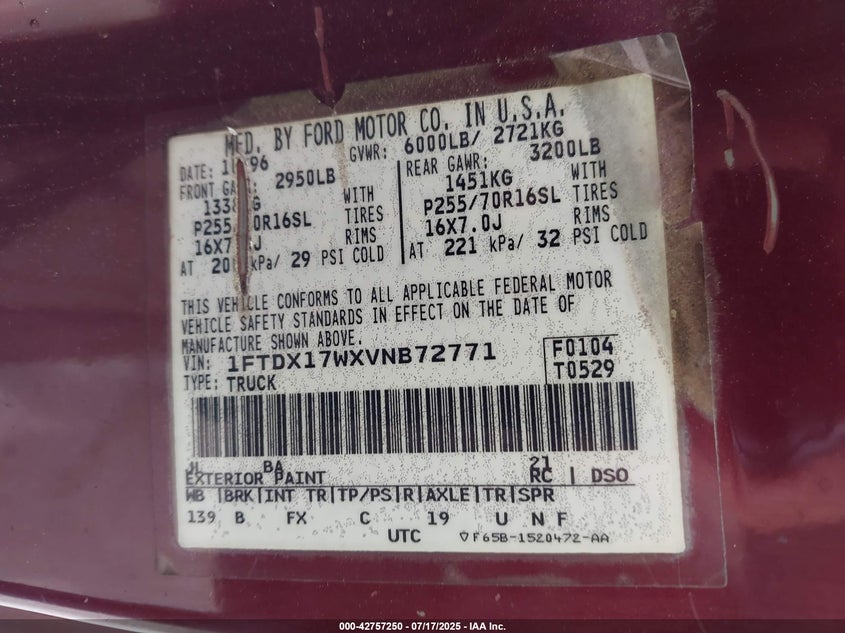 MFD. BY FORD MOTOR CO. IN U.S.A.
DATE: GVWR: 6000LB/ 2721KG
FRONT 2950LB REAR GAWR: 3200LB
WITH 1451KG WITH
TIRES P255/70R16SL TIRES
RIMS 16X7.0J RIMS
AT kPa/ 29 PSI COLD AT 221 kPa/ 32 PSI COLD
THIS VEHICLE CONFORMS TO ALL APPLICABLE FEDERAL MOTOR
VEHICLE SAFETY STANDARDS IN EFFECT ON THE DATE OF
MANUFACTURE SHOWN ABOVE.
VIN: 1FTDX17WXVNB72771 F0104
TYPE: TRUCK T0529
JL BA 21
EXTERIOR PAINT RC | DSO
WB |BRK|INT TR|TP/PS|R|AXLE|TR|SPR
139 B FX C 19 U N F
UTC ▽F65B-1520472-AA
000-42757250 | 07/17/2025 - IAA Inc.